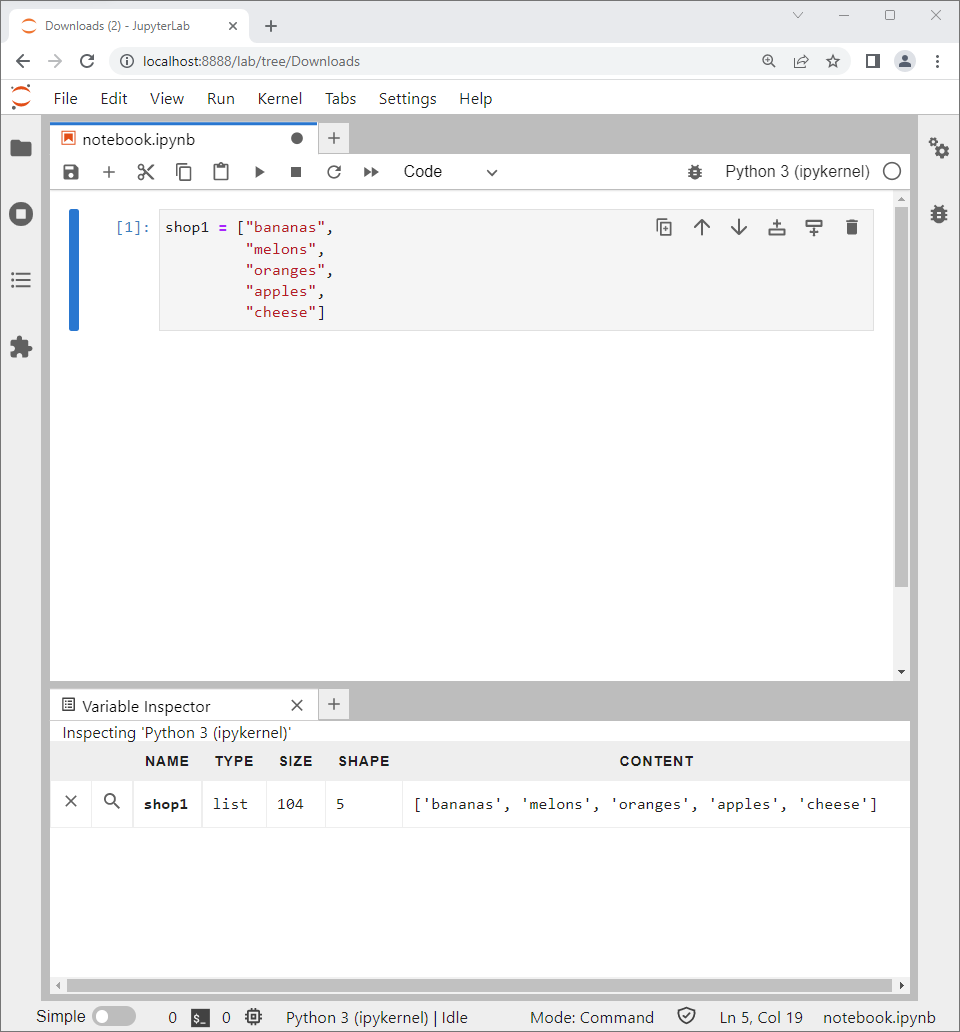 Downloads (2) - JupyterLab
localhost:8888/lab/tree/Downloads
File Edit View Run Kernel Tabs Settings Help
notebook.ipynb
Code Python 3 (ipykernel)
[1]: shop1 = ["bananas",
"melons",
"oranges",
"apples",
"cheese"]
Variable Inspector
Inspecting 'Python 3 (ipykernel)'
NAME TYPE SIZE SHAPE CONTENT
shop1 list 104 5 ['bananas', 'melons', 'oranges', 'apples', 'cheese']
Simple 0 $_ 0 Python 3 (ipykernel) | Idle Mode: Command Ln 5, Col 19 notebook.ipynb